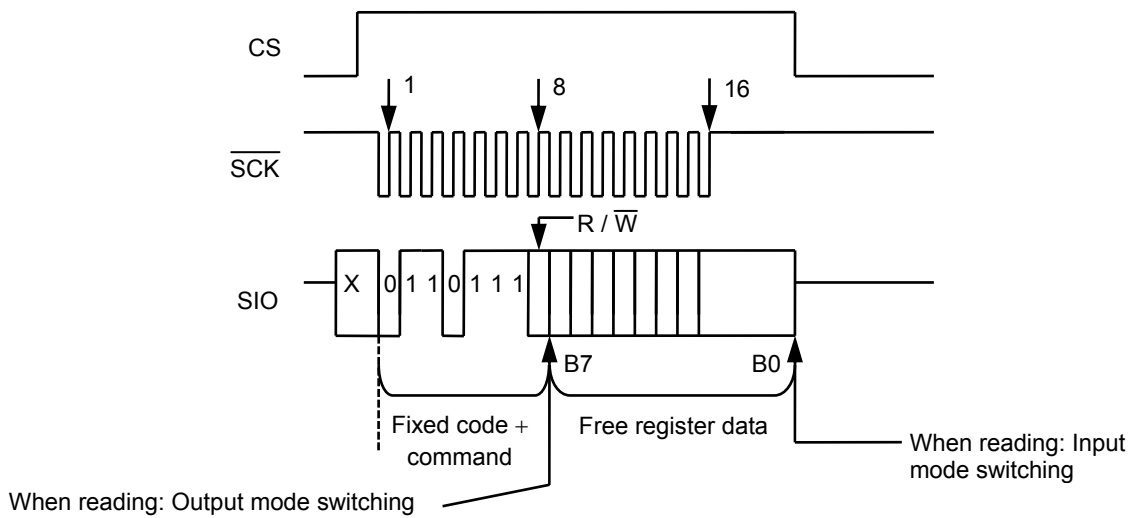 CS
1
8
16
SCK
R / W
SIO
X
0
1
1
0
1
1
1
B7
B0
Fixed code +
command
Free register data
When reading: Input
mode switching
When reading: Output mode switching